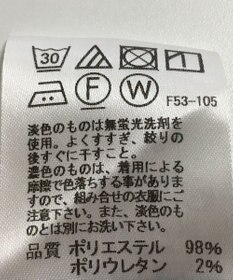 30
F W F53-105
淡色のものは無蛍光洗剤を
使用。よくすすぎ、絞りの
後すぐに干すこと。
濃色のものは、着用による
摩擦で色落ちする事があり
ますので、組み合せの衣服にご
注意下さい。また、淡色のも
のとは別にお洗い下さい。
品質 ポリエステル 98%
ポリウレタン 2%